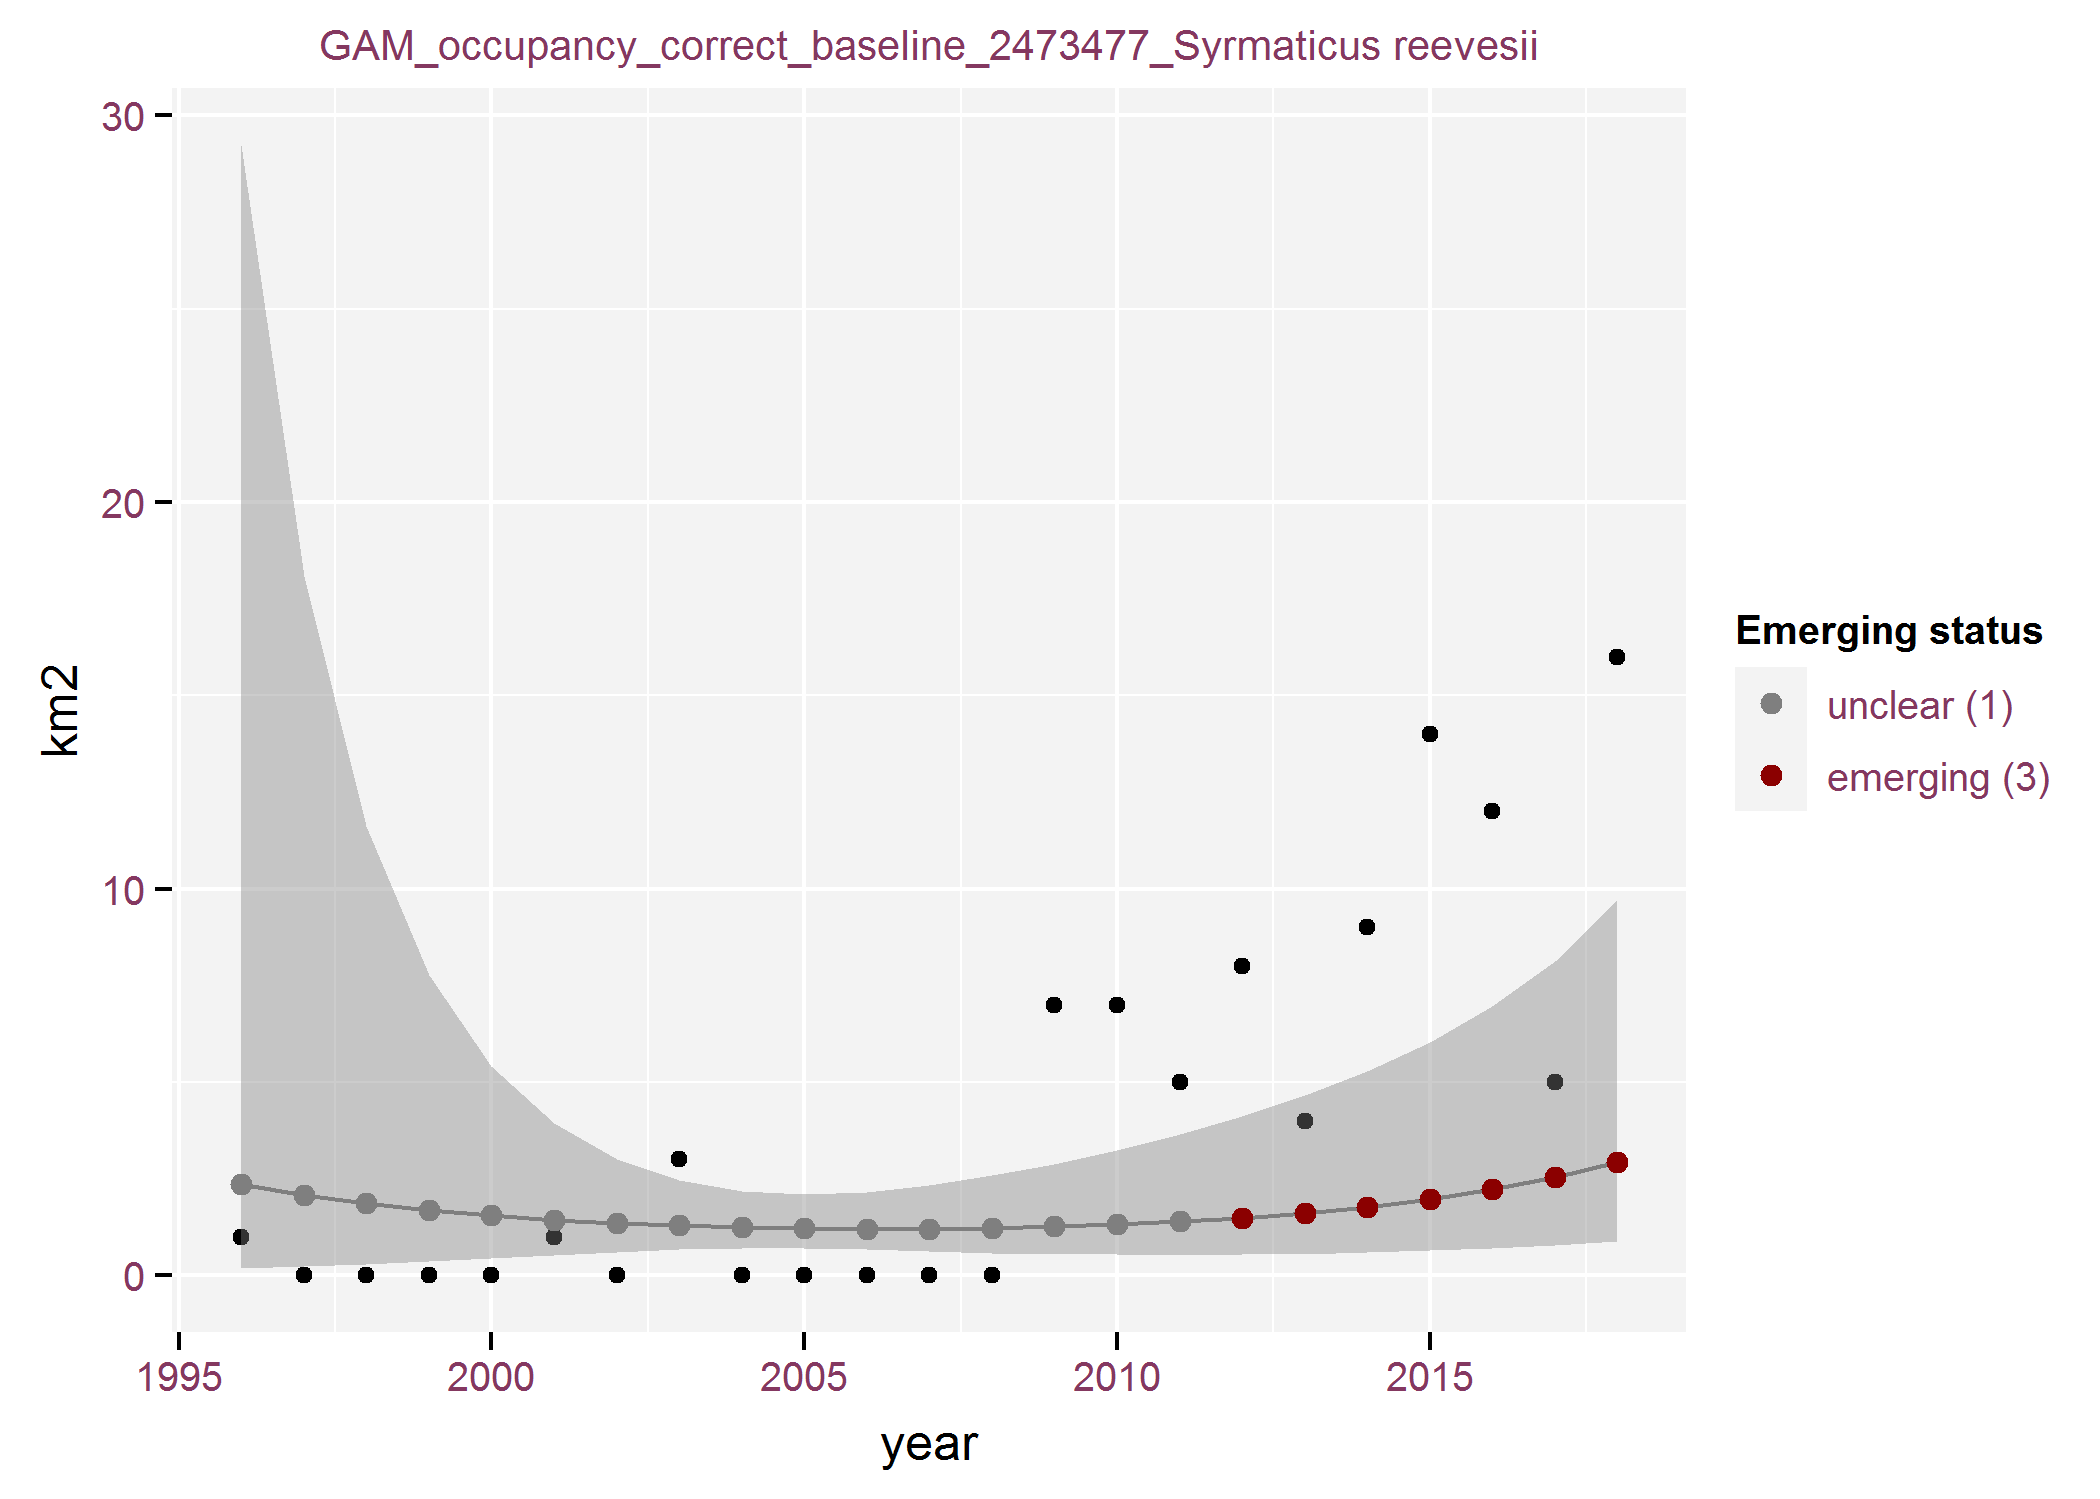 GAM_occupancy_correct_baseline_2473477_Syrmaticus reevesii
30
20
10
0
km2
1995 2000 2005 2010 2015
year
Emerging status
unclear (1)
emerging (3)